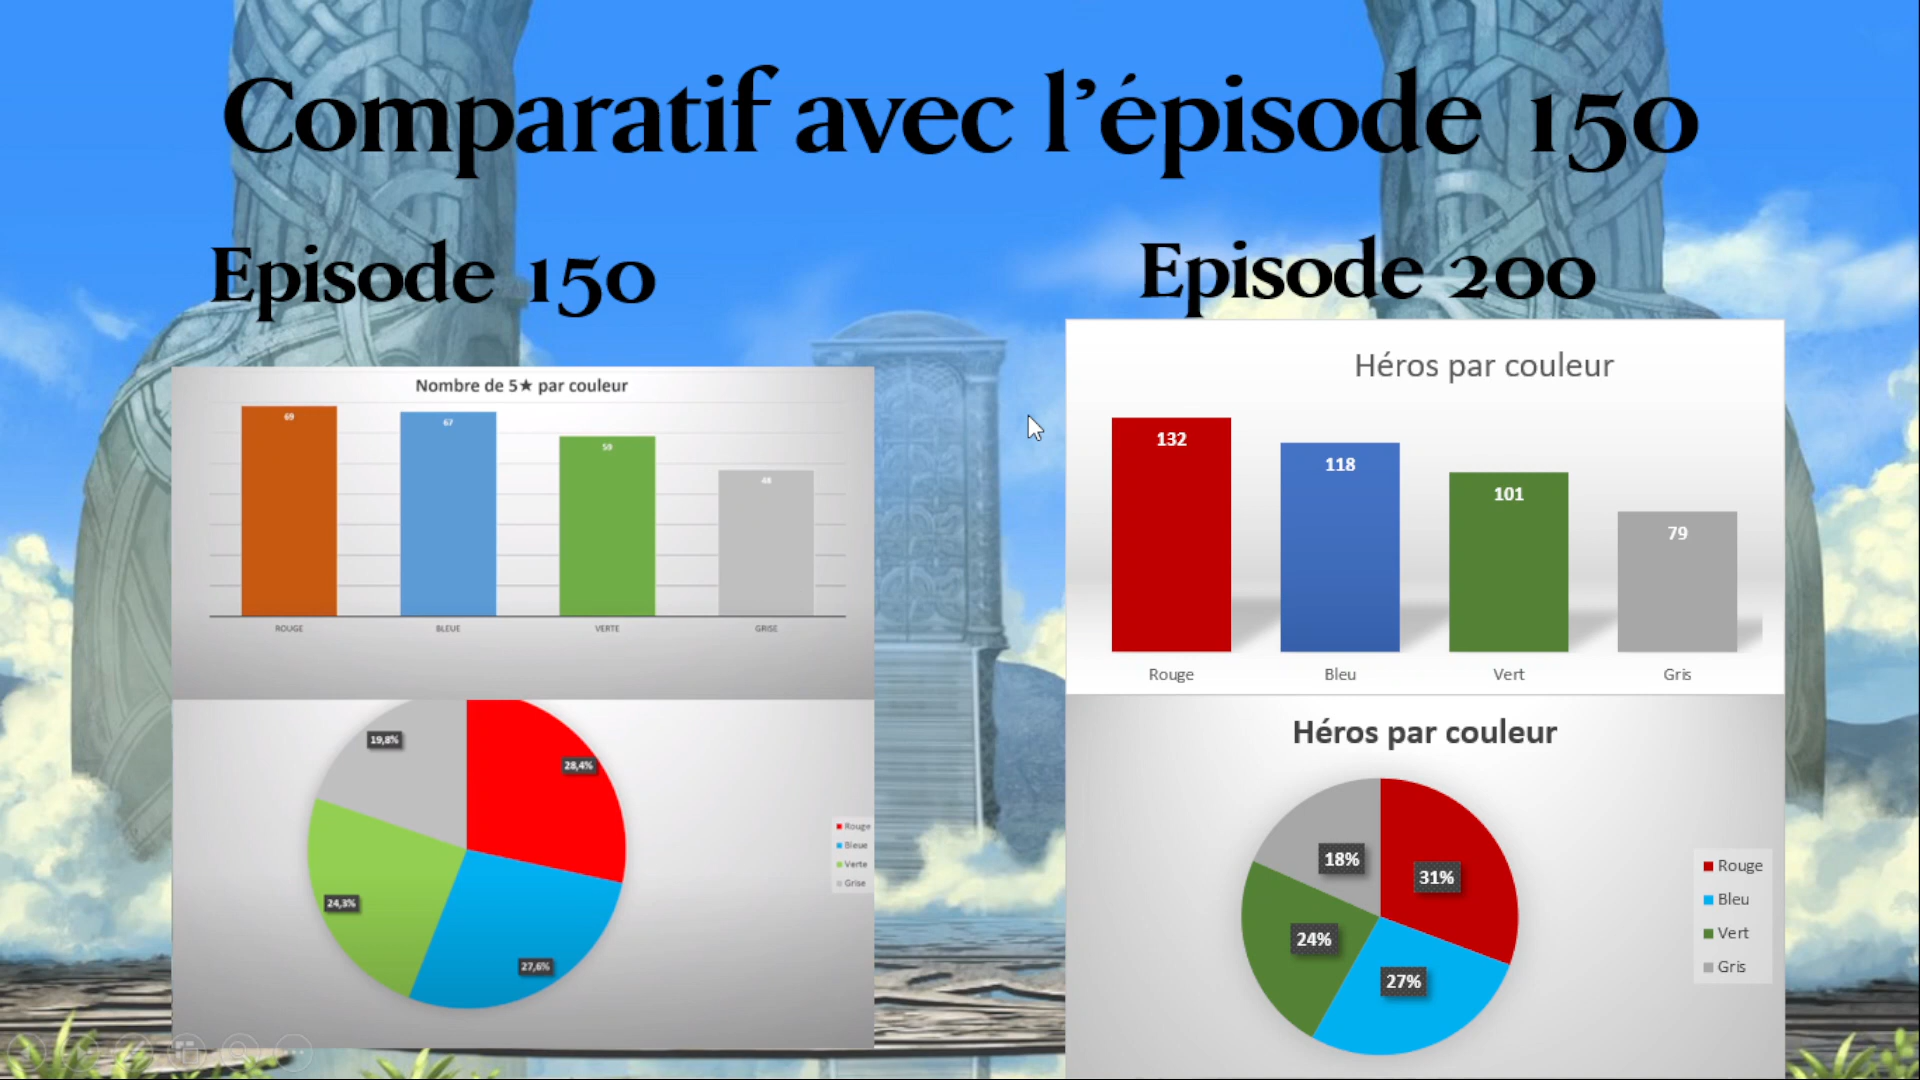 Comparatif avec l'épisode 150
Episode 150
Nombre de 5★ par couleur
69
67
59
48
ROUGE
BLEUE
VERTE
GRISE
19,8%
28,4%
24,3%
27,6%
Rouge
Bleue
Verte
Grise
Episode 200
Héros par couleur
132
118
101
79
Rouge
Bleu
Vert
Gris
Héros par couleur
18%
31%
24%
27%
Rouge
Bleu
Vert
Gris